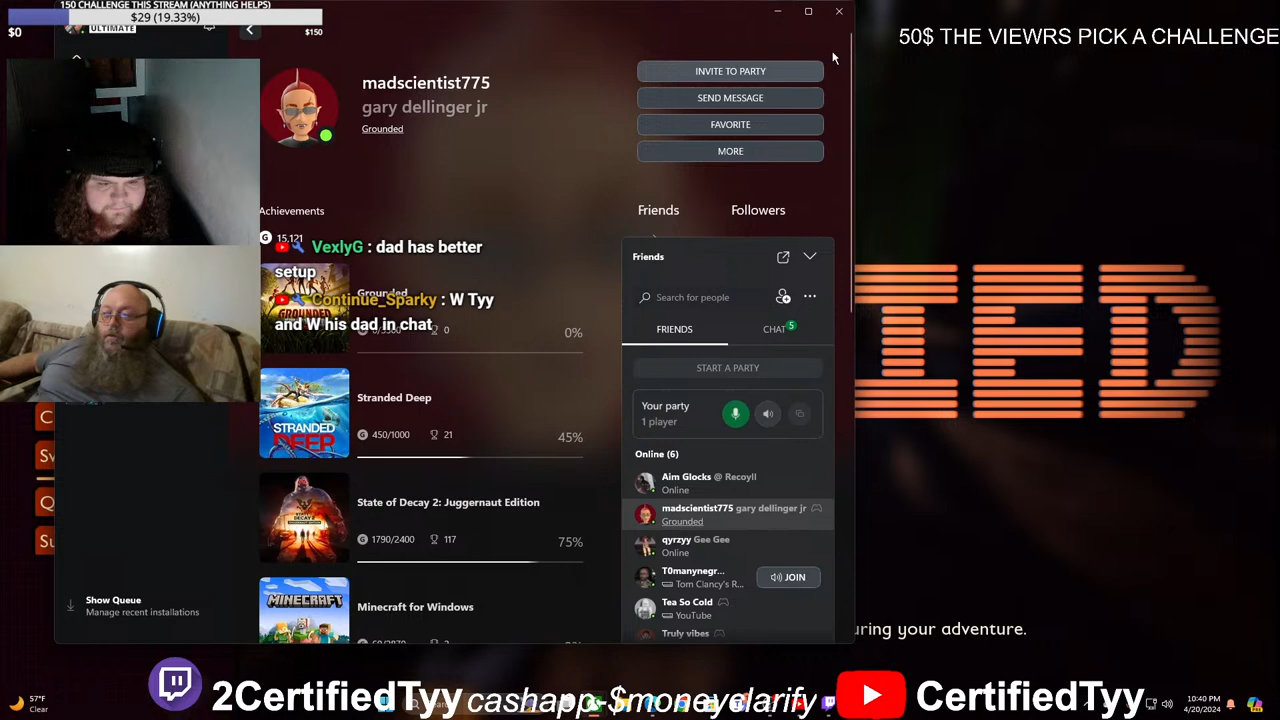 150 CHALLENGE THIS STREAM (ANYTHING HELPS)
$29 (19.33%)
$0
$150
ULTIMATE
50$ THE VIEWRS PICK A CHALLENGE
madscientist775
gary dellinger jr
Grounded
INVITE TO PARTY
SEND MESSAGE
FAVORITE
MORE
Achievements
Friends
Followers
15,121
VexlyG : dad has better
setup
Continue_Sparky : W Tyy
and W his dad in chat
Grounded
0
0%
Stranded Deep
450/1000
21
45%
STRANDED
DEEP
State of Decay 2: Juggernaut Edition
1790/2400
117
75%
MINECRAFT
Minecraft for Windows
Friends
Search for people
FRIENDS
CHAT
5
START A PARTY
Your party
1 player
Online (6)
Aim Glocks @ Recoyll
Online
madscientist775 gary dellinger jr
Grounded
qyrzyy Gee Gee
Online
T0manynegr...
Tom Clancy's R...
JOIN
Tea So Cold
YouTube
Truly vibes
Show Queue
Manage recent installations
IED
uring your adventure.
2CertifiedTyy
cashapp-$moneyclarify
CertifiedTyy
57°F
Clear
10:40 PM
4/20/2024